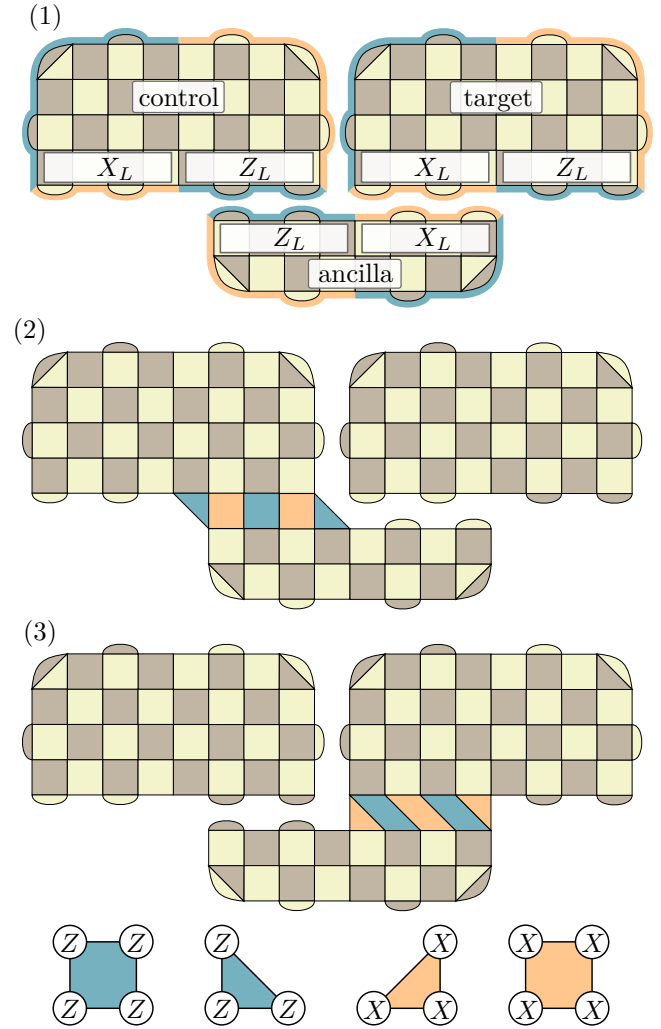 (1)
control target
X_L Z_L X_L Z_L
Z_L X_L
ancilla
(2)
(3)
Z Z Z X X X
Z Z Z Z X X X X